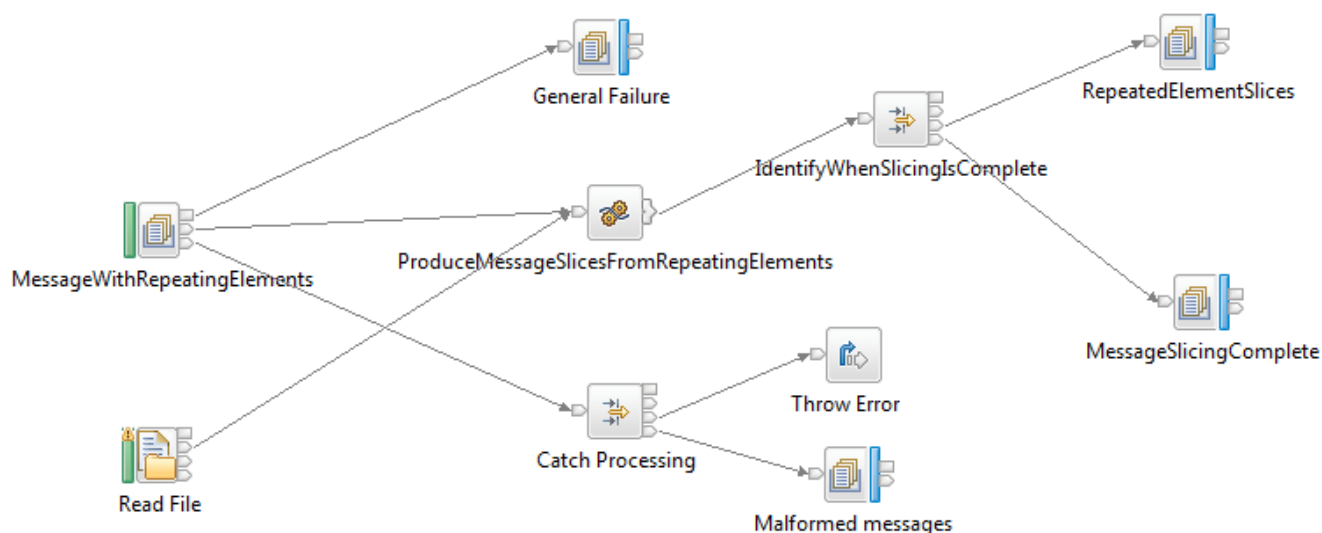 General Failure
RepeatedElementSlices
IdentifyWhenSlicingIsComplete
MessageWithRepeatingElements
ProduceMessageSlicesFromRepeatingElements
MessageSlicingComplete
Throw Error
Catch Processing
Read File
Malformed messages